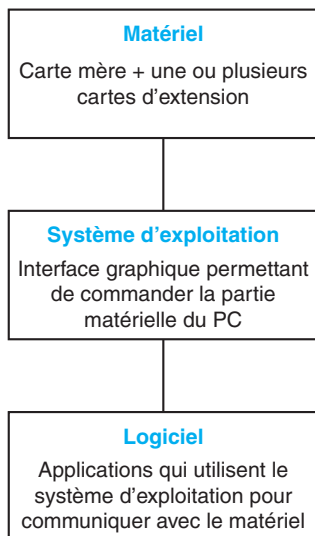 Matériel
Carte mère + une ou plusieurs
cartes d'extension
Système d'exploitation
Interface graphique permettant
de commander la partie
matérielle du PC
Logiciel
Applications qui utilisent le
système d'exploitation pour
communiquer avec le matériel